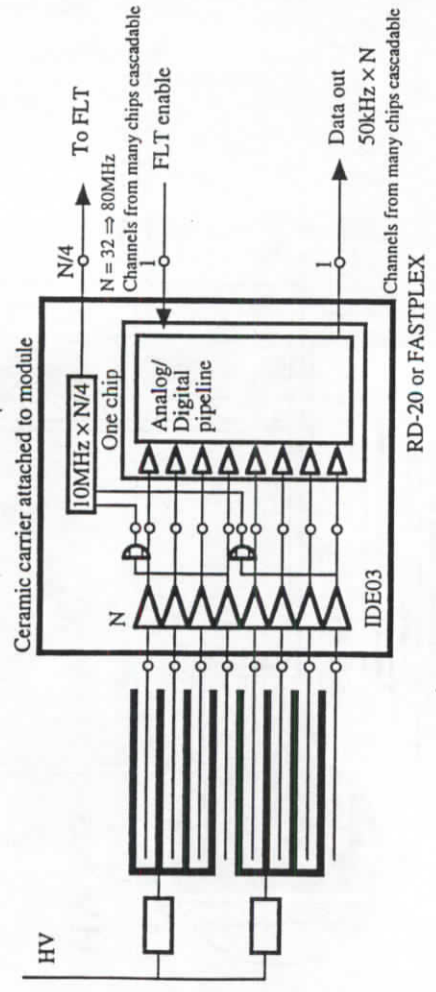 HV
Ceramic carrier attached to module
N
IDE03
10MHz × N/4
One chip
Analog/
Digital
pipeline
N/4
To FLT
N = 32 ⇒ 80MHz
Channels from many chips cascadable
1
FLT enable
1
Data out
50kHz × N
Channels from many chips cascadable
RD-20 or FASTPLEX